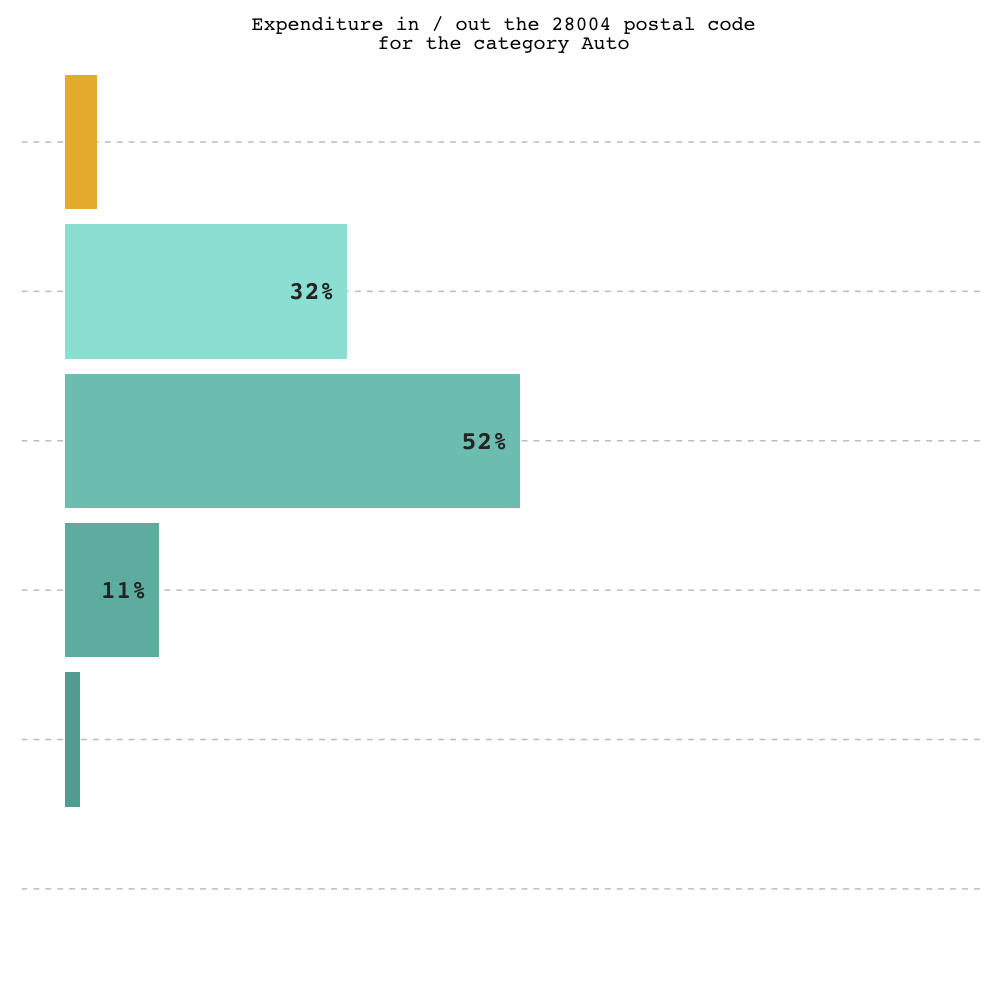 Expenditure in / out the 28004 postal code
for the category Auto
32%
52%
11%